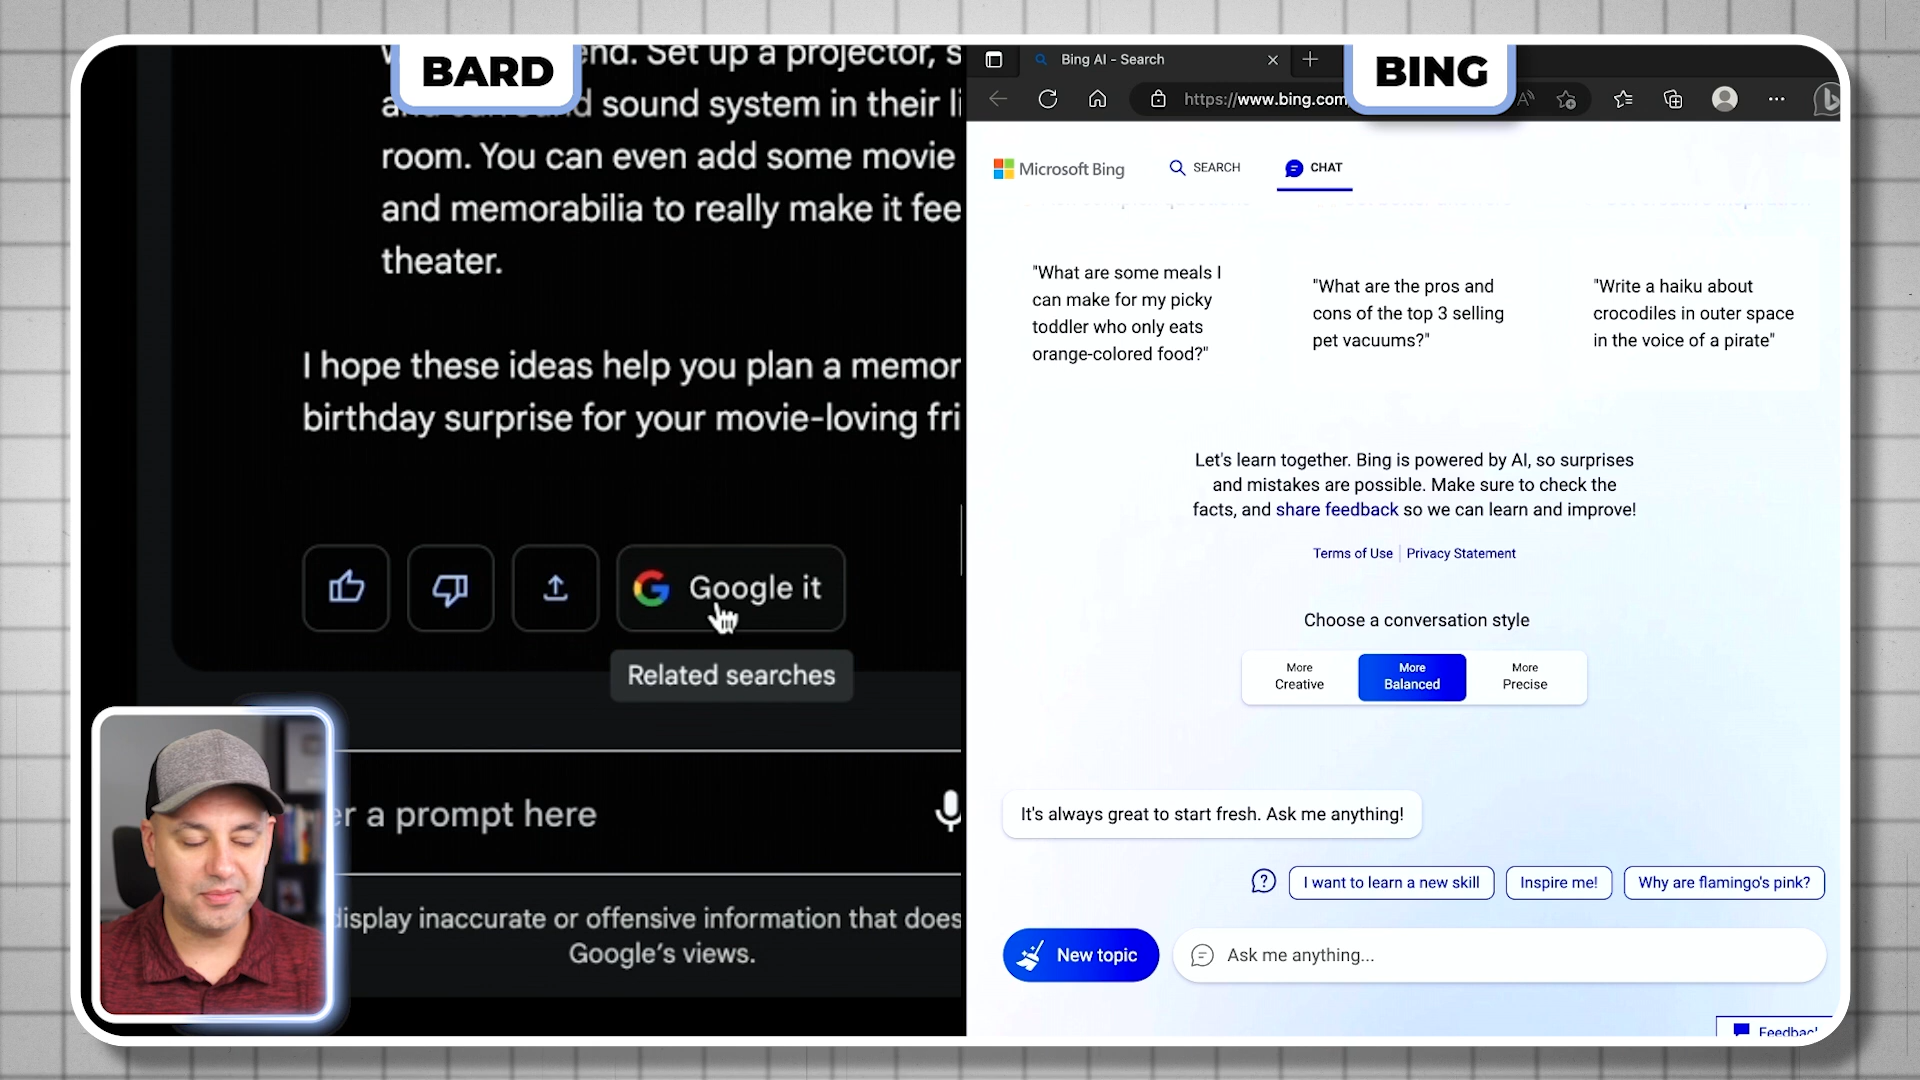 BARD
end. Set up a projector, s
sound system in their li
room. You can even add some movie
and memorabilia to really make it fee
theater.
I hope these ideas help you plan a memor
birthday surprise for your movie-loving fri
Google it
Related searches
er a prompt here
display inaccurate or offensive information that does
Google's views.
BING
Bing AI - Search
https://www.bing.com
Microsoft Bing
SEARCH
CHAT
"What are some meals I
can make for my picky
toddler who only eats
orange-colored food?"
"What are the pros and
cons of the top 3 selling
pet vacuums?"
"Write a haiku about
crocodiles in outer space
in the voice of a pirate"
Let's learn together. Bing is powered by AI, so surprises
and mistakes are possible. Make sure to check the
facts, and share feedback so we can learn and improve!
Terms of Use | Privacy Statement
Choose a conversation style
More
Creative
More
Balanced
More
Precise
It's always great to start fresh. Ask me anything!
I want to learn a new skill
Inspire me!
Why are flamingo's pink?
New topic
Ask me anything...
Feedbac